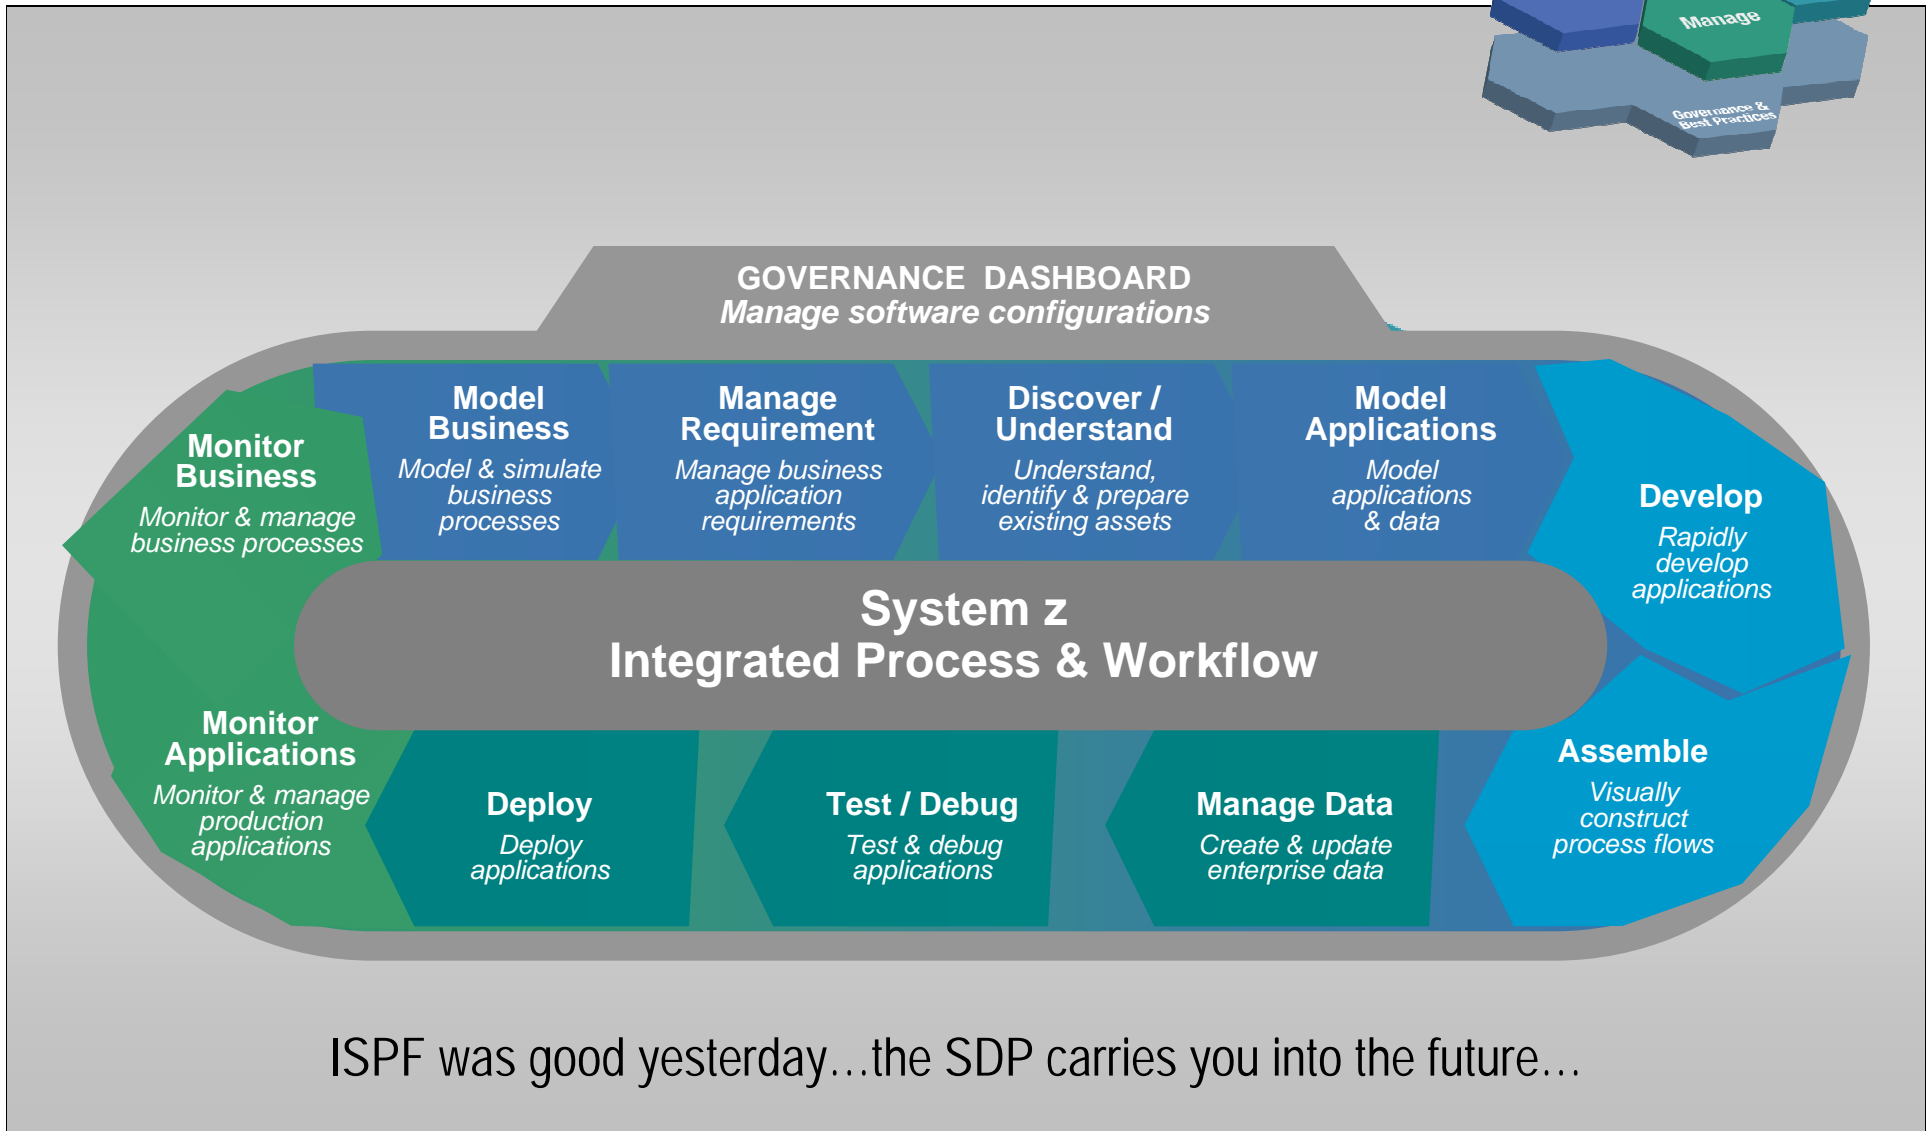 Manage
Governance &
Best Practices
GOVERNANCE DASHBOARD
Manage software configurations
Monitor
Business
Monitor & manage
business processes
Model
Business
Model & simulate
business
processes
Manage
Requirement
Manage business
application
requirements
Discover /
Understand
Understand,
identify & prepare
existing assets
Model
Applications
Model
applications
& data
Develop
Rapidly
develop
applications
System z
Integrated Process & Workflow
Monitor
Applications
Monitor & manage
production
applications
Deploy
Deploy
applications
Test / Debug
Test & debug
applications
Manage Data
Create & update
enterprise data
Assemble
Visually
construct
process flows
ISPF was good yesterday…the SDP carries you into the future…